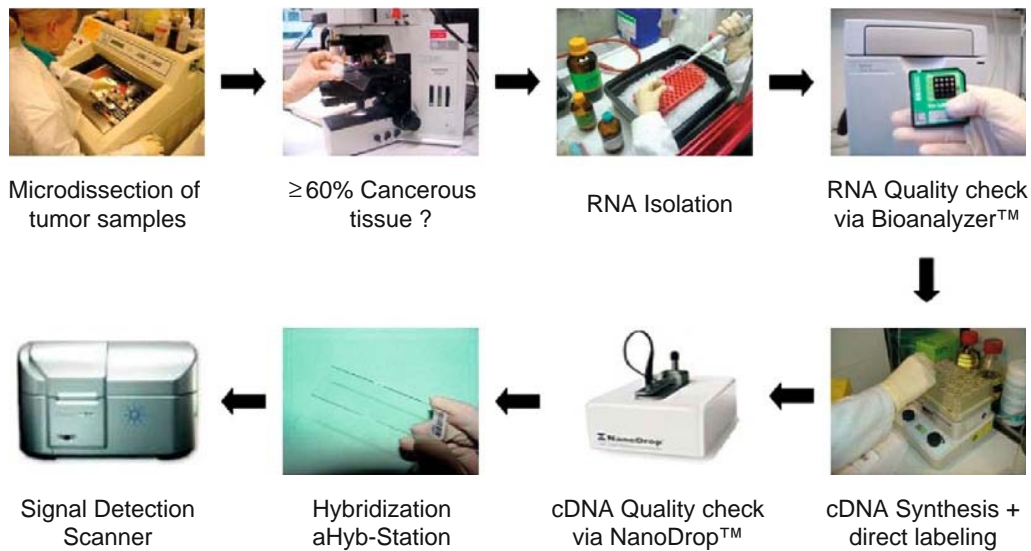 Microdissection of
tumor samples
≥60% Cancerous
tissue ?
RNA Isolation
RNA Quality check
via Bioanalyzer™
cDNA Synthesis +
direct labeling
NanoDrop
cDNA Quality check
via NanoDrop™
Hybridization
aHyb-Station
Signal Detection
Scanner